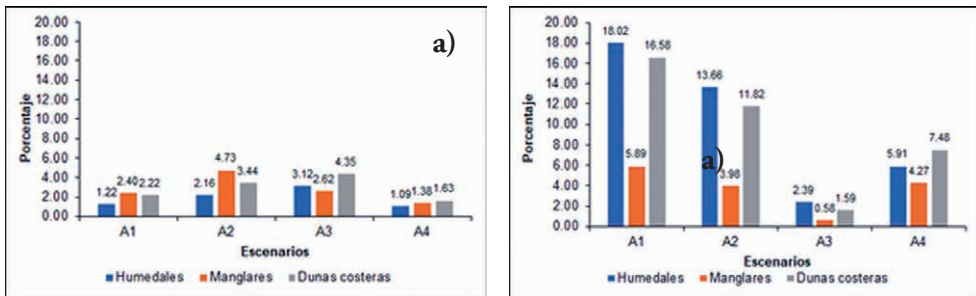 20.00
18.00
16.00
14.00
12.00
10.00
8.00
6.00
4.00
2.00
0.00
Porcentaje
a)
1.22 2.40 2.22
2.16 4.73 3.44
3.12 2.62 4.35
1.09 1.38 1.63
A1 A2 A3 A4
Escenarios
Humedales Manglares Dunas costeras
20.00
18.00
16.00
14.00
12.00
10.00
8.00
6.00
4.00
2.00
0.00
Porcentaje
a)
18.02 5.89 16.58
13.66 3.98 11.82
2.39 0.58 1.59
5.91 4.27 7.48
A1 A2 A3 A4
Escenarios
Humedales Manglares Dunas costeras